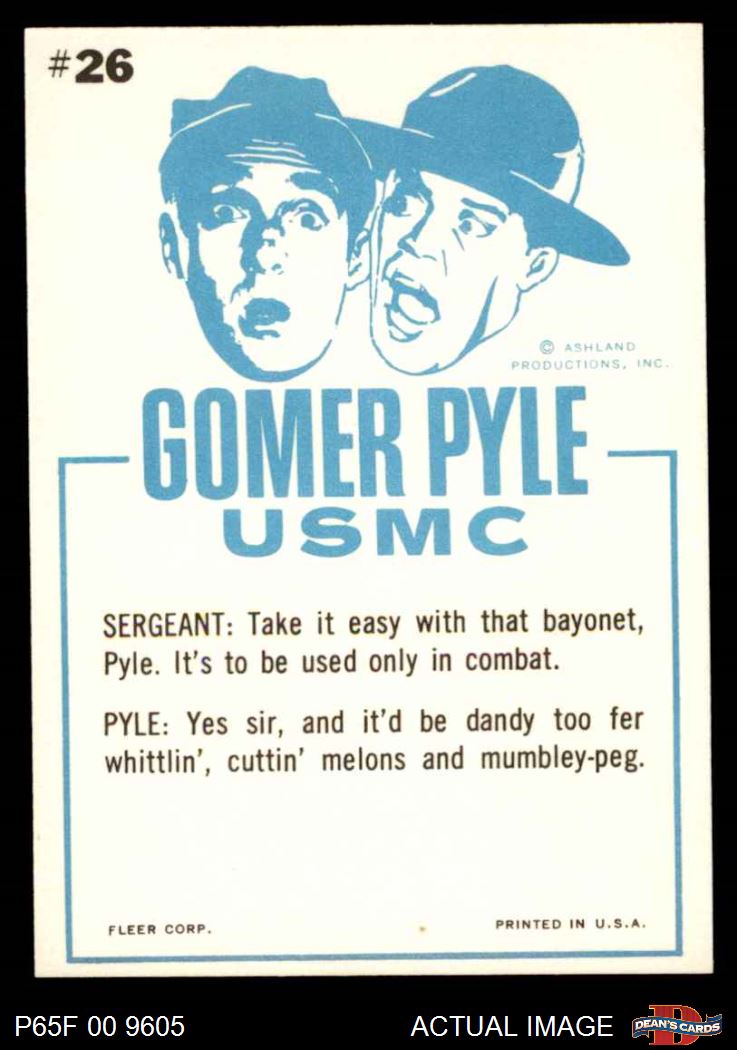 #26
© ASHLAND
PRODUCTIONS, INC.
GOMER PYLE
USMC
SERGEANT: Take it easy with that bayonet,
Pyle. It's to be used only in combat.
PYLE: Yes sir, and it'd be dandy too fer
whittlin', cuttin' melons and mumbley-peg.
FLEER CORP.
PRINTED IN U.S.A.
P65F 00 9605
ACTUAL IMAGE
DEAN'S CARDS